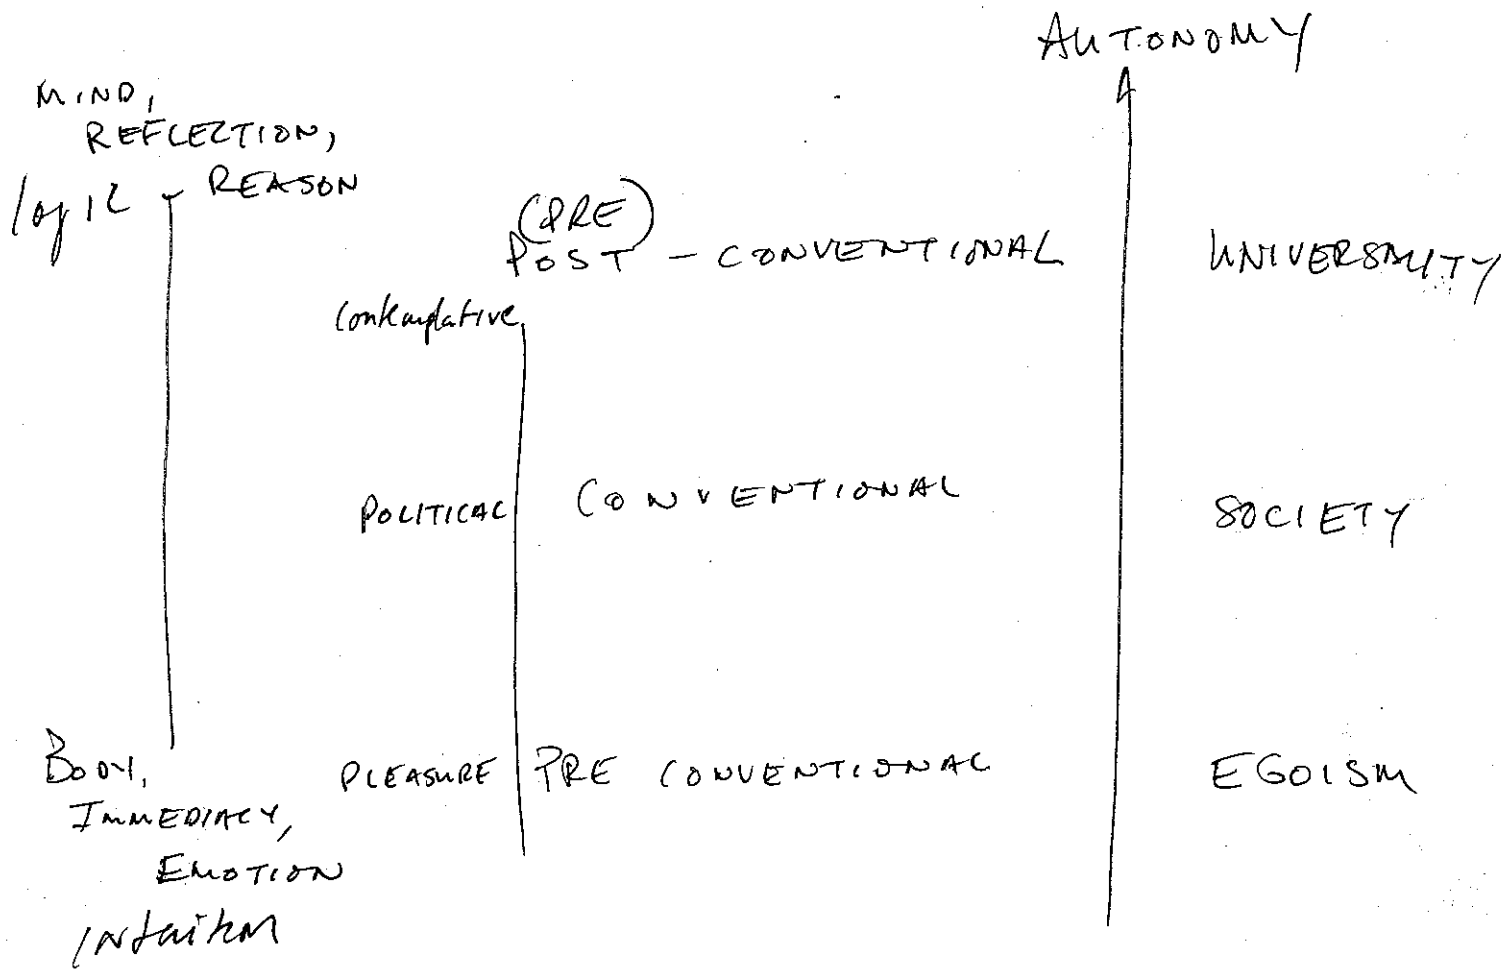 AUTONOMY
MIND,
REFLECTION,
logic REASON
(PRE)
POST - CONVENTIONAL UNIVERSALITY
Contemplative
POLITICAL CONVENTIONAL SOCIETY
BODY, PLEASURE PRE CONVENTIONAL EGOISM
IMMEDIACY,
EMOTION
INtuition